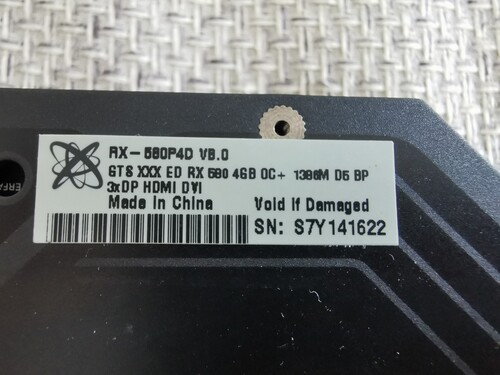 RX-580P4D V8.0
GTS XXX ED RX 580 4GB OC+ 1386M D5 BP
3xDP HDMI DVI
Made in China
Void If Damaged
SN: S7Y141622